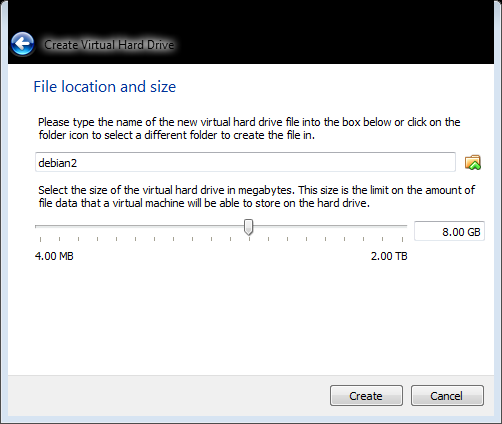 Create Virtual Hard Drive
File location and size
Please type the name of the new virtual hard drive file into the box below or click on the
folder icon to select a different folder to create the file in.
debian2
Select the size of the virtual hard drive in megabytes. This size is the limit on the amount of
file data that a virtual machine will be able to store on the hard drive.
8.00 GB
4.00 MB 2.00 TB
Create Cancel